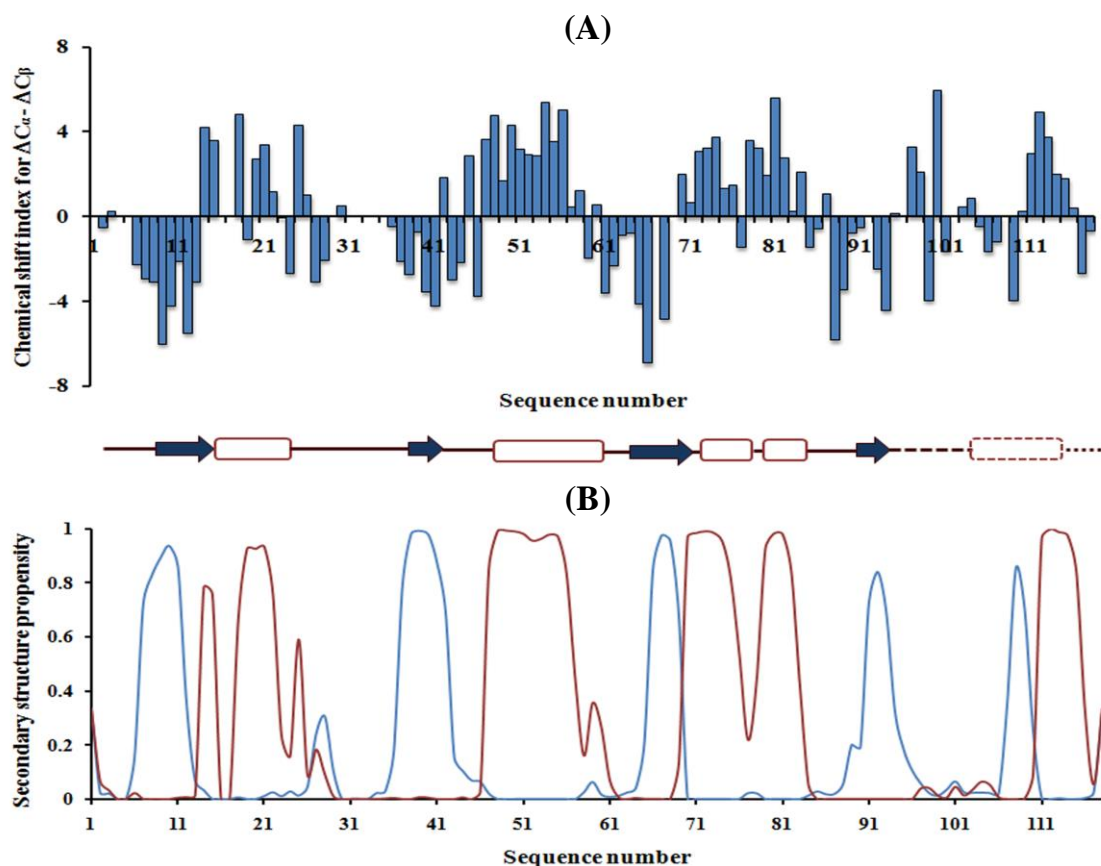 (A)
8
4
0
-4
-8
Chemical shift index for ΔCα- ΔCβ
1 11 21 31 41 51 61 71 81 91 101 111
Sequence number
(B)
1
0.8
0.6
0.4
0.2
0
Secondary structure propensity
1 11 21 31 41 51 61 71 81 91 101 111
Sequence number